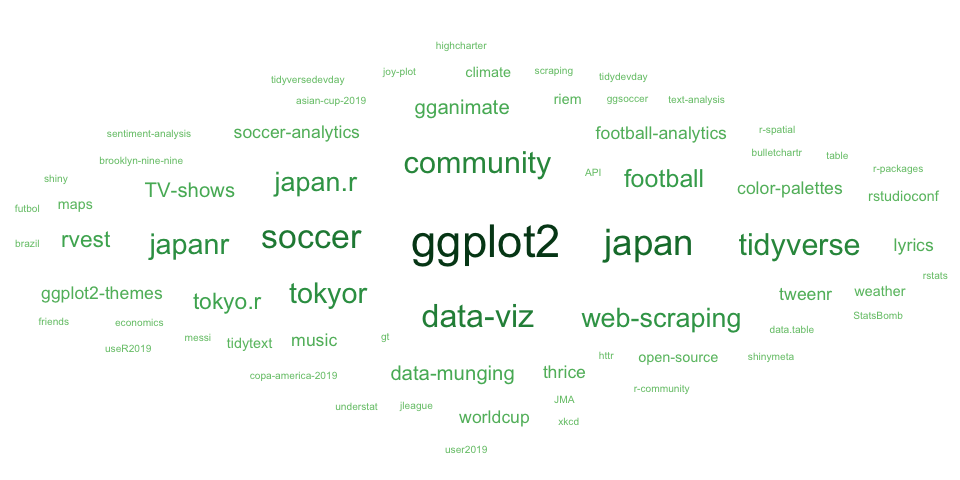 highcharter
joy-plot climate scraping
tidyversedevday tidydevday
asian-cup-2019 gganimate riem ggsoccer text-analysis
sentiment-analysis soccer-analytics football-analytics r-spatial
brooklyn-nine-nine community bulletchartr table
shiny TV-shows japan.r API football color-palettes r-packages
futbol maps rstudioconf
brazil rvest japanr soccer ggplot2 japan tidyverse lyrics
rstats
ggplot2-themes tokyo.r tokyor tweenr weather
friends economics data-viz web-scraping data.table StatsBomb
useR2019 messi tidytext music gt httr open-source shinymeta
copa-america-2019 data-munging thrice r-community
understat jleague worldcup JMA xkcd
user2019